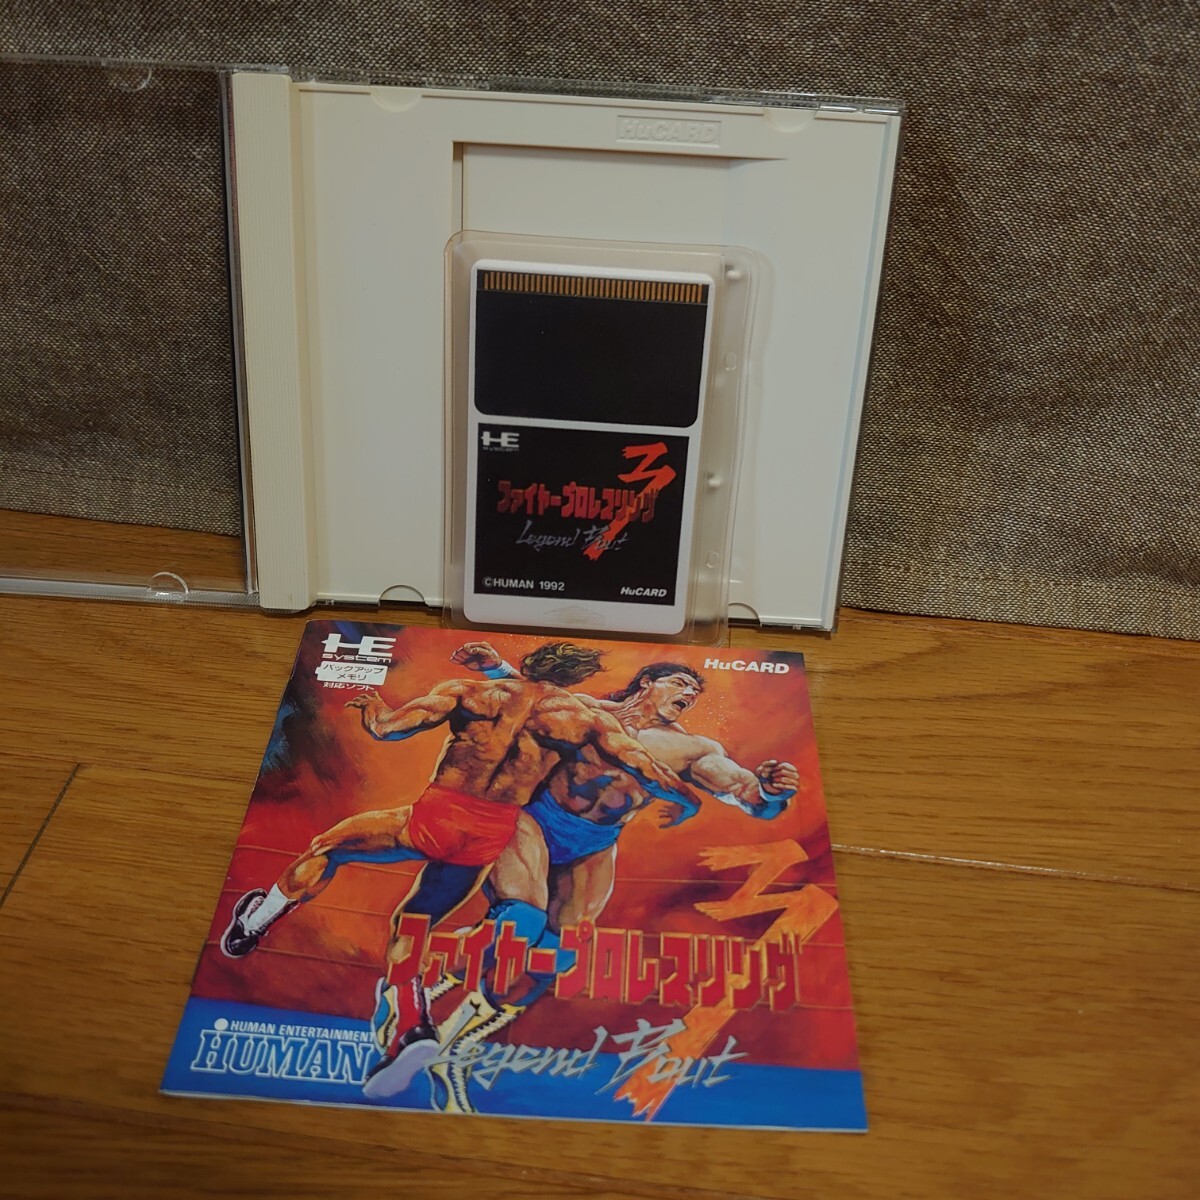 HuCARD
HE
SYSTEM
3
ファイヤープロレスリング
Legend Bout
©HUMAN 1992
HuCARD
HE
system
バックアップ
メモリ
対応ソフト
HuCARD
3
ファイヤープロレスリング
Legend Bout
HUMAN ENTERTAINMENT
HUMAN